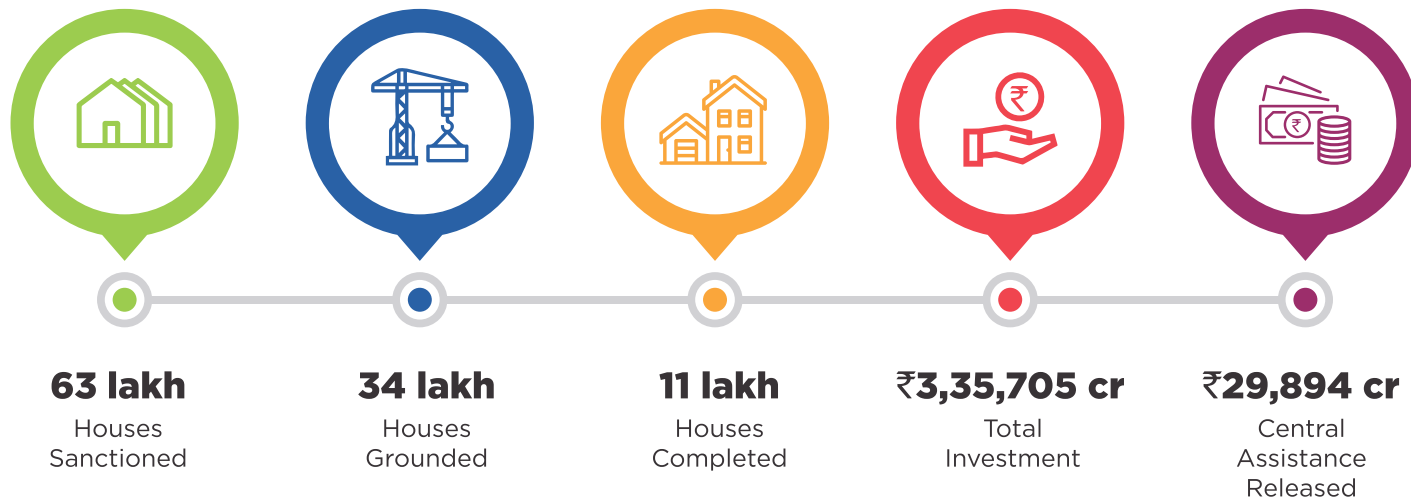 ₹
₹
63 lakh
Houses
Sanctioned
34 lakh
Houses
Grounded
11 lakh
Houses
Completed
₹3,35,705 cr
Total
Investment
₹29,894 cr
Central
Assistance
Released